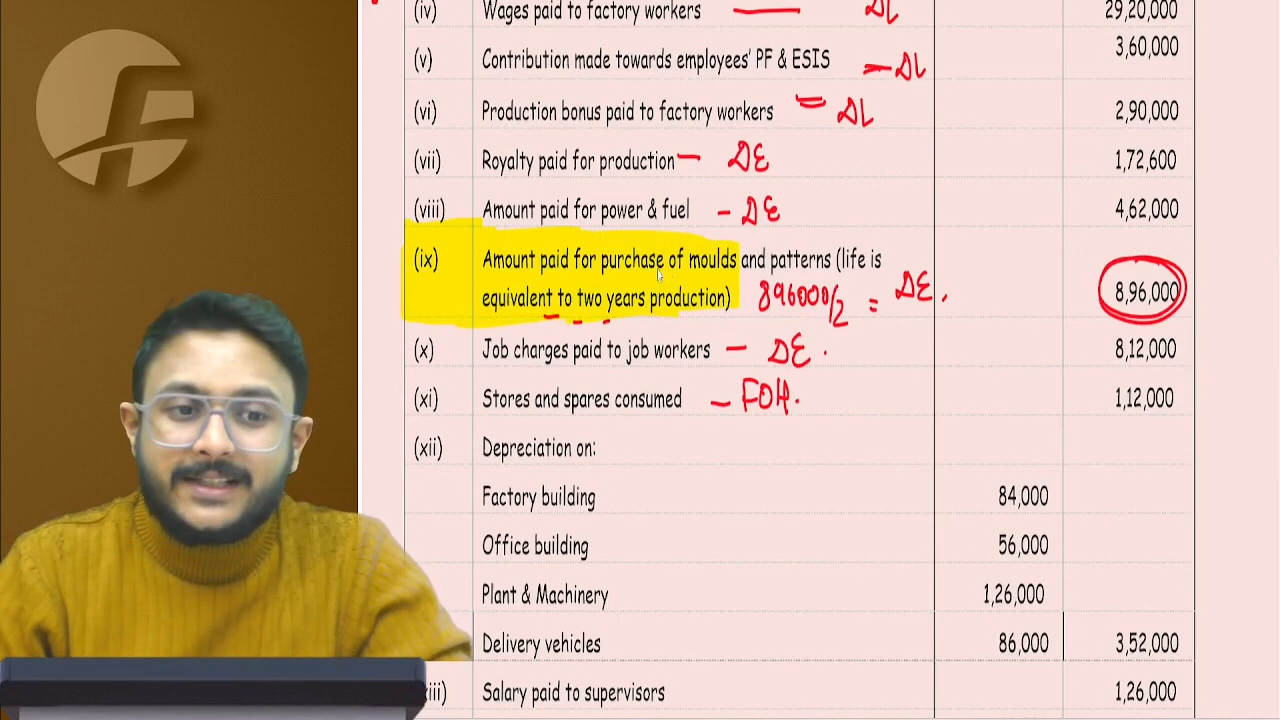 (iv) Wages paid to factory workers — DL 29,20,000
(v) Contribution made towards employees' PF & ESIS — DL 3,60,000
(vi) Production bonus paid to factory workers = DL 2,90,000
(vii) Royalty paid for production — DE 1,72,600
(viii) Amount paid for power & fuel - DE 4,62,000
(ix) Amount paid for purchase of moulds and patterns (life is
equivalent to two years production) 896000/2 = DE. 8,96,000
(x) Job charges paid to job workers — DE. 8,12,000
(xi) Stores and spares consumed — FOH. 1,12,000
(xii) Depreciation on:
Factory building 84,000
Office building 56,000
Plant & Machinery 1,26,000
Delivery vehicles 86,000 3,52,000
xiii) Salary paid to supervisors 1,26,000